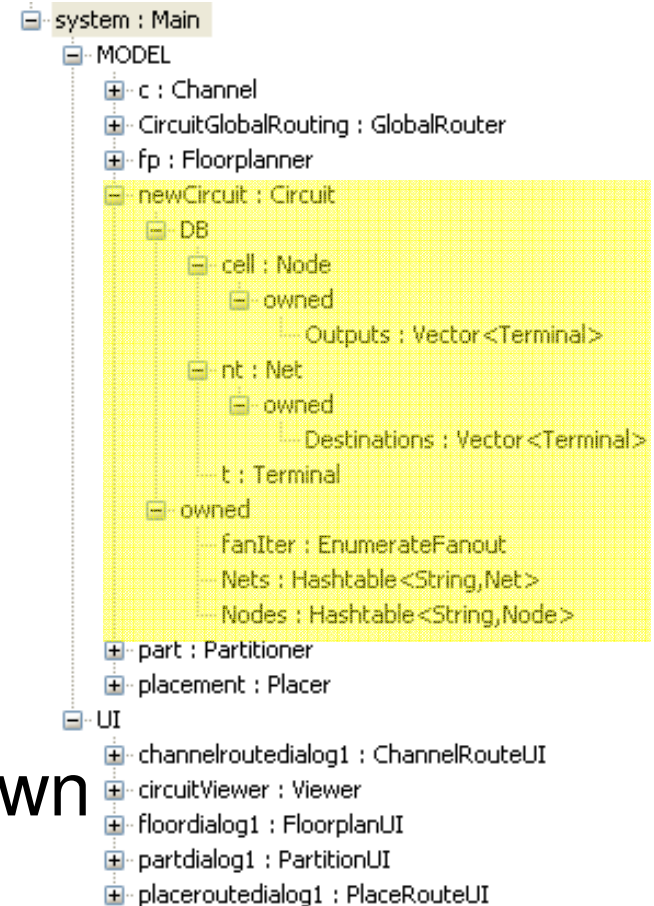 system : Main
MODEL
c : Channel
CircuitGlobalRouting : GlobalRouter
fp : Floorplanner
newCircuit : Circuit
DB
cell : Node
owned
Outputs : Vector<Terminal>
nt : Net
owned
Destinations : Vector<Terminal>
t : Terminal
owned
fanIter : EnumerateFanout
Nets : Hashtable<String,Net>
Nodes : Hashtable<String,Node>
part : Partitioner
placement : Placer
UI
channelroutedialog1 : ChannelRouteUI
wn circuitViewer : Viewer
floordialog1 : FloorplanUI
partdialog1 : PartitionUI
placeroutedialog1 : PlaceRouteUI